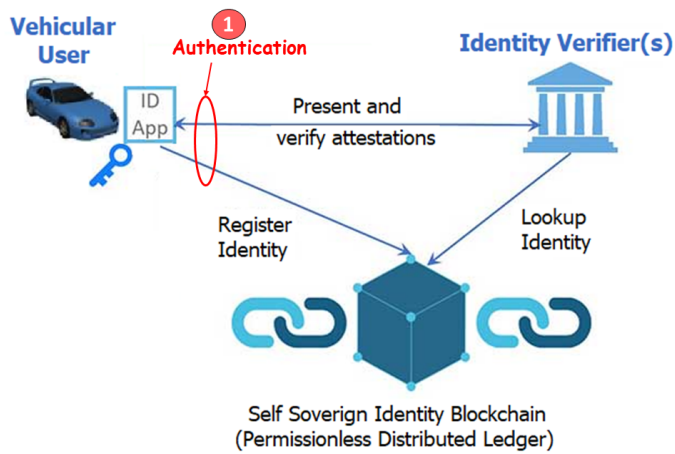 Vehicular
User
1
Authentication
Identity Verifier(s)
ID
App
Present and
verify attestations
Register
Identity
Lookup
Identity
Self Soverign Identity Blockchain
(Permissionless Distributed Ledger)